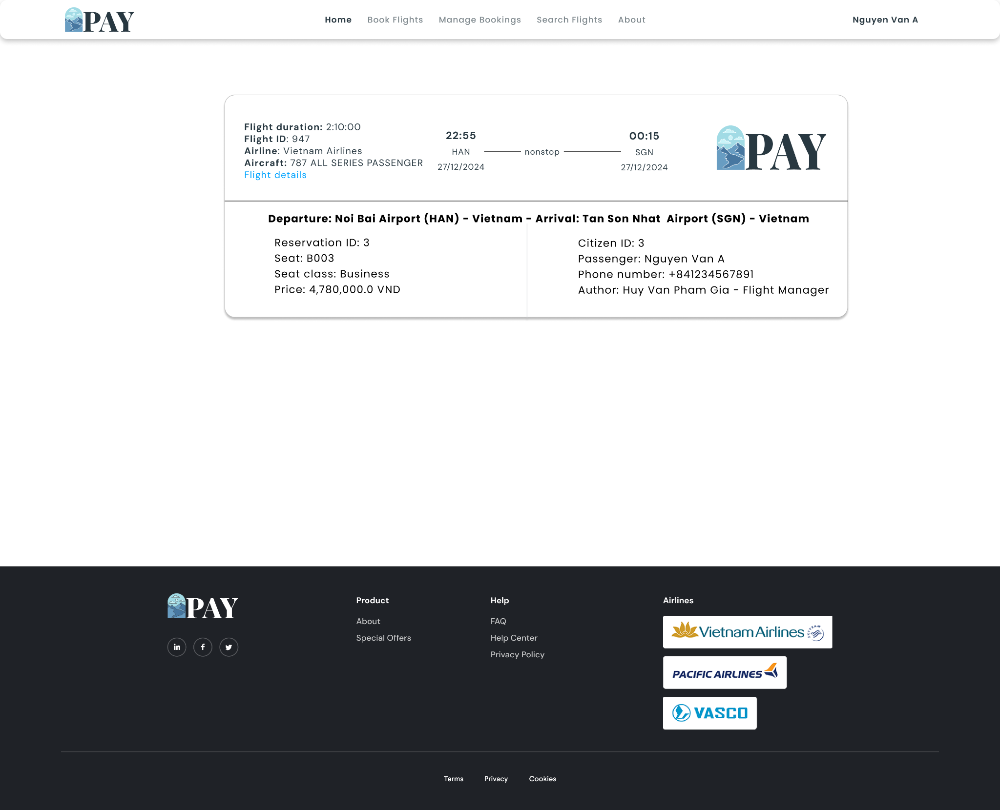 PAY
Home Book Flights Manage Bookings Search Flights About
Nguyen Van A
Flight duration: 2:10:00
Flight ID: 947
Airline: Vietnam Airlines
Aircraft: 787 ALL SERIES PASSENGER
Flight details
22:55
HAN
27/12/2024
nonstop
00:15
SGN
27/12/2024
PAY
Departure: Noi Bai Airport (HAN) - Vietnam - Arrival: Tan Son Nhat Airport (SGN) - Vietnam
Reservation ID: 3
Seat: B003
Seat class: Business
Price: 4,780,000.0 VND
Citizen ID: 3
Passenger: Nguyen Van A
Phone number: +841234567891
Author: Huy Van Pham Gia - Flight Manager
PAY
in f
Product
About
Special Offers
Help
FAQ
Help Center
Privacy Policy
Airlines
Vietnam Airlines SKYTEAM
PACIFIC AIRLINES
VASCO
Terms Privacy Cookies